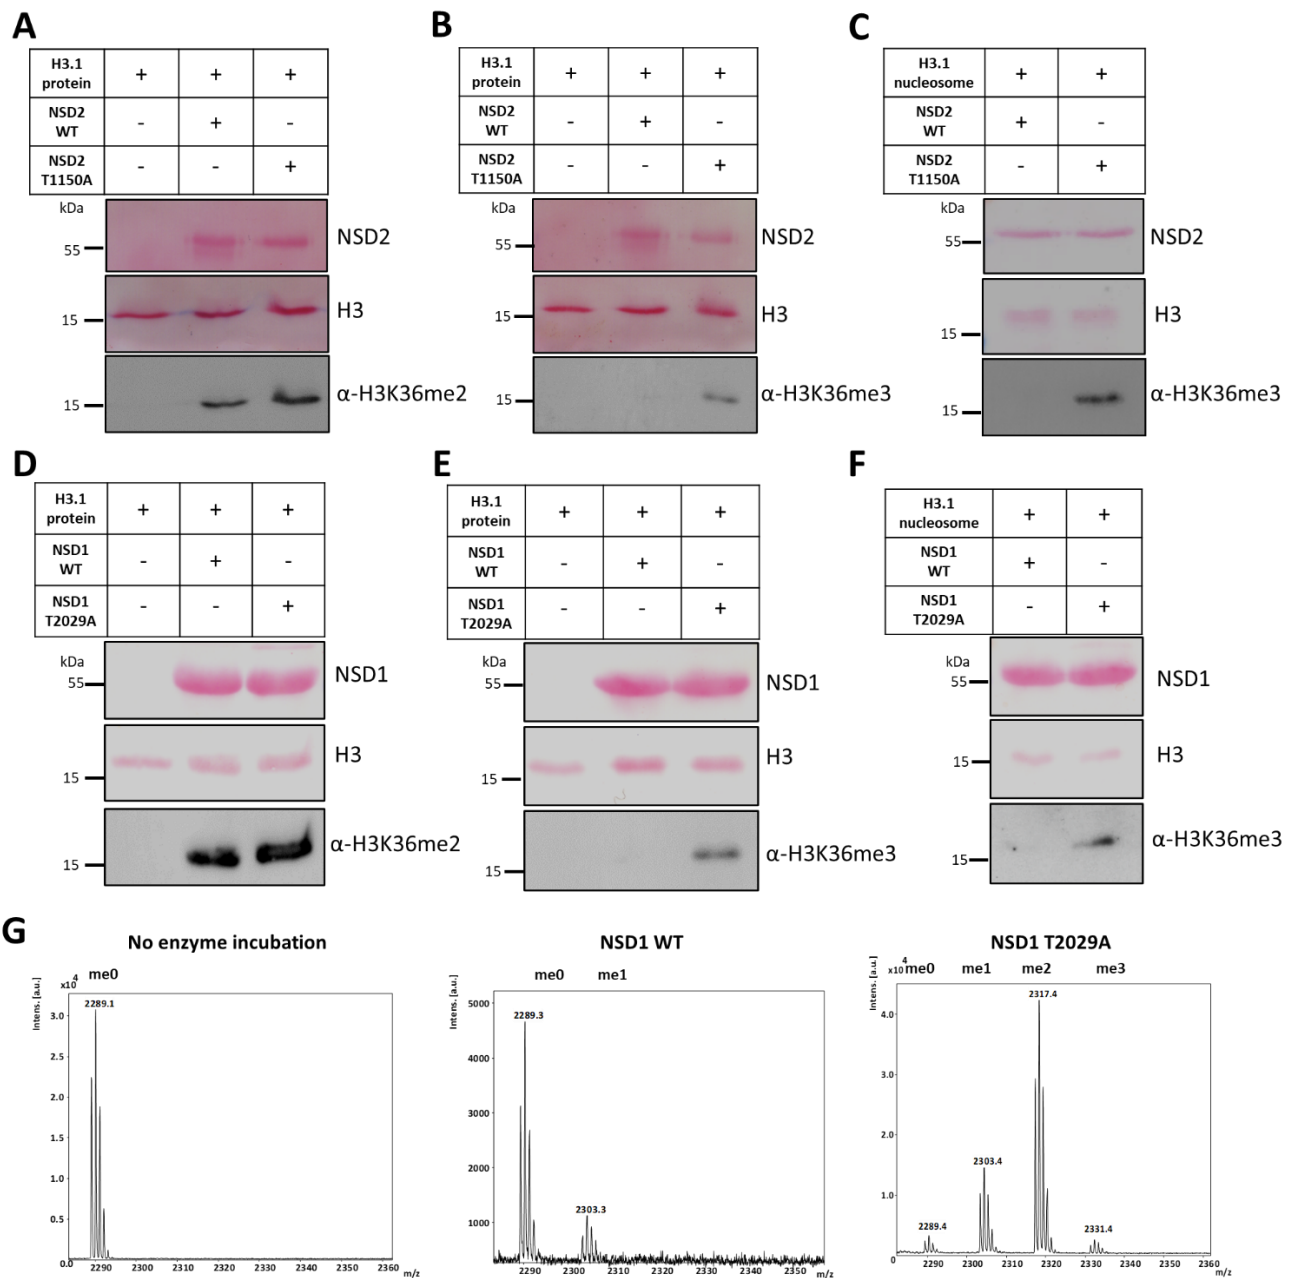 A
H3.1 protein + + +
NSD2 WT - + -
NSD2 T1150A - - +
kDa
55 NSD2
15 H3
15 α-H3K36me2
B
H3.1 protein + + +
NSD2 WT - + -
NSD2 T1150A - - +
kDa
55 NSD2
15 H3
15 α-H3K36me3
C
H3.1 nucleosome + +
NSD2 WT + -
NSD2 T1150A - +
kDa
55 NSD2
15 H3
15 α-H3K36me3
D
H3.1 protein + + +
NSD1 WT - + -
NSD1 T2029A - - +
kDa
55 NSD1
15 H3
15 α-H3K36me2
E
H3.1 protein + + +
NSD1 WT - + -
NSD1 T2029A - - +
kDa
55 NSD1
15 H3
15 α-H3K36me3
F
H3.1 nucleosome + +
NSD1 WT + -
NSD1 T2029A - +
kDa
55 NSD1
15 H3
15 α-H3K36me3
G
No enzyme incubation
me0
Intens. [a.u.]
x10⁴
2289.1
3.0
2.5
2.0
1.5
1.0
0.5
0.0
2290 2300 2310 2320 2330 2340 2350 2360 m/z
NSD1 WT
me0 me1
Intens. [a.u.]
5000
2289.3
4000
3000
2000
2303.3
1000
2290 2300 2310 2320 2330 2340 2350 m/z
NSD1 T2029A
me0 me1 me2 me3
Intens. [a.u.]
x10⁴
2317.4
4.0
3.0
2.0
2303.4
1.0
2289.4
2331.4
0
2290 2300 2310 2320 2330 2340 2350 2360 m/z